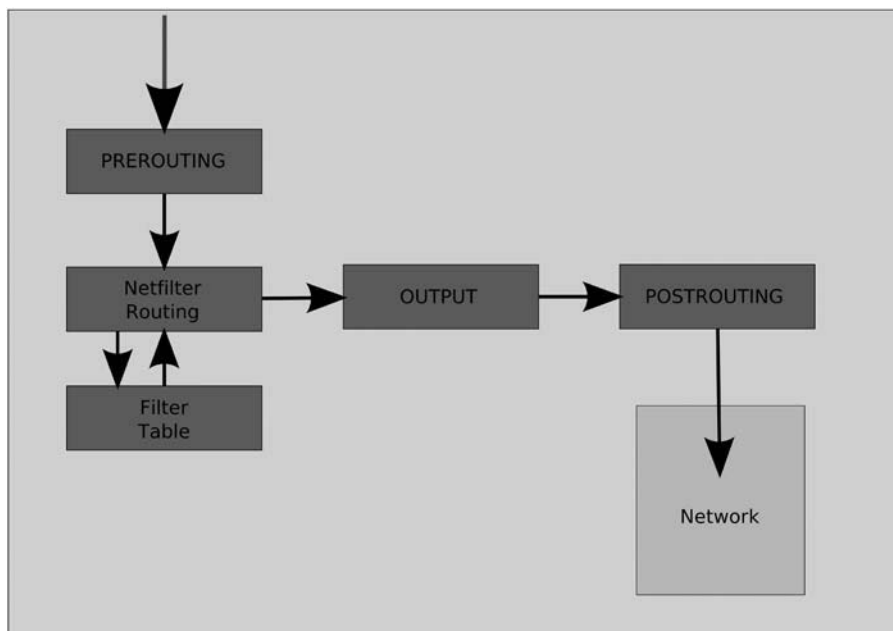 PREROUTING
Netfilter
Routing
OUTPUT
POSTROUTING
Filter
Table
Network